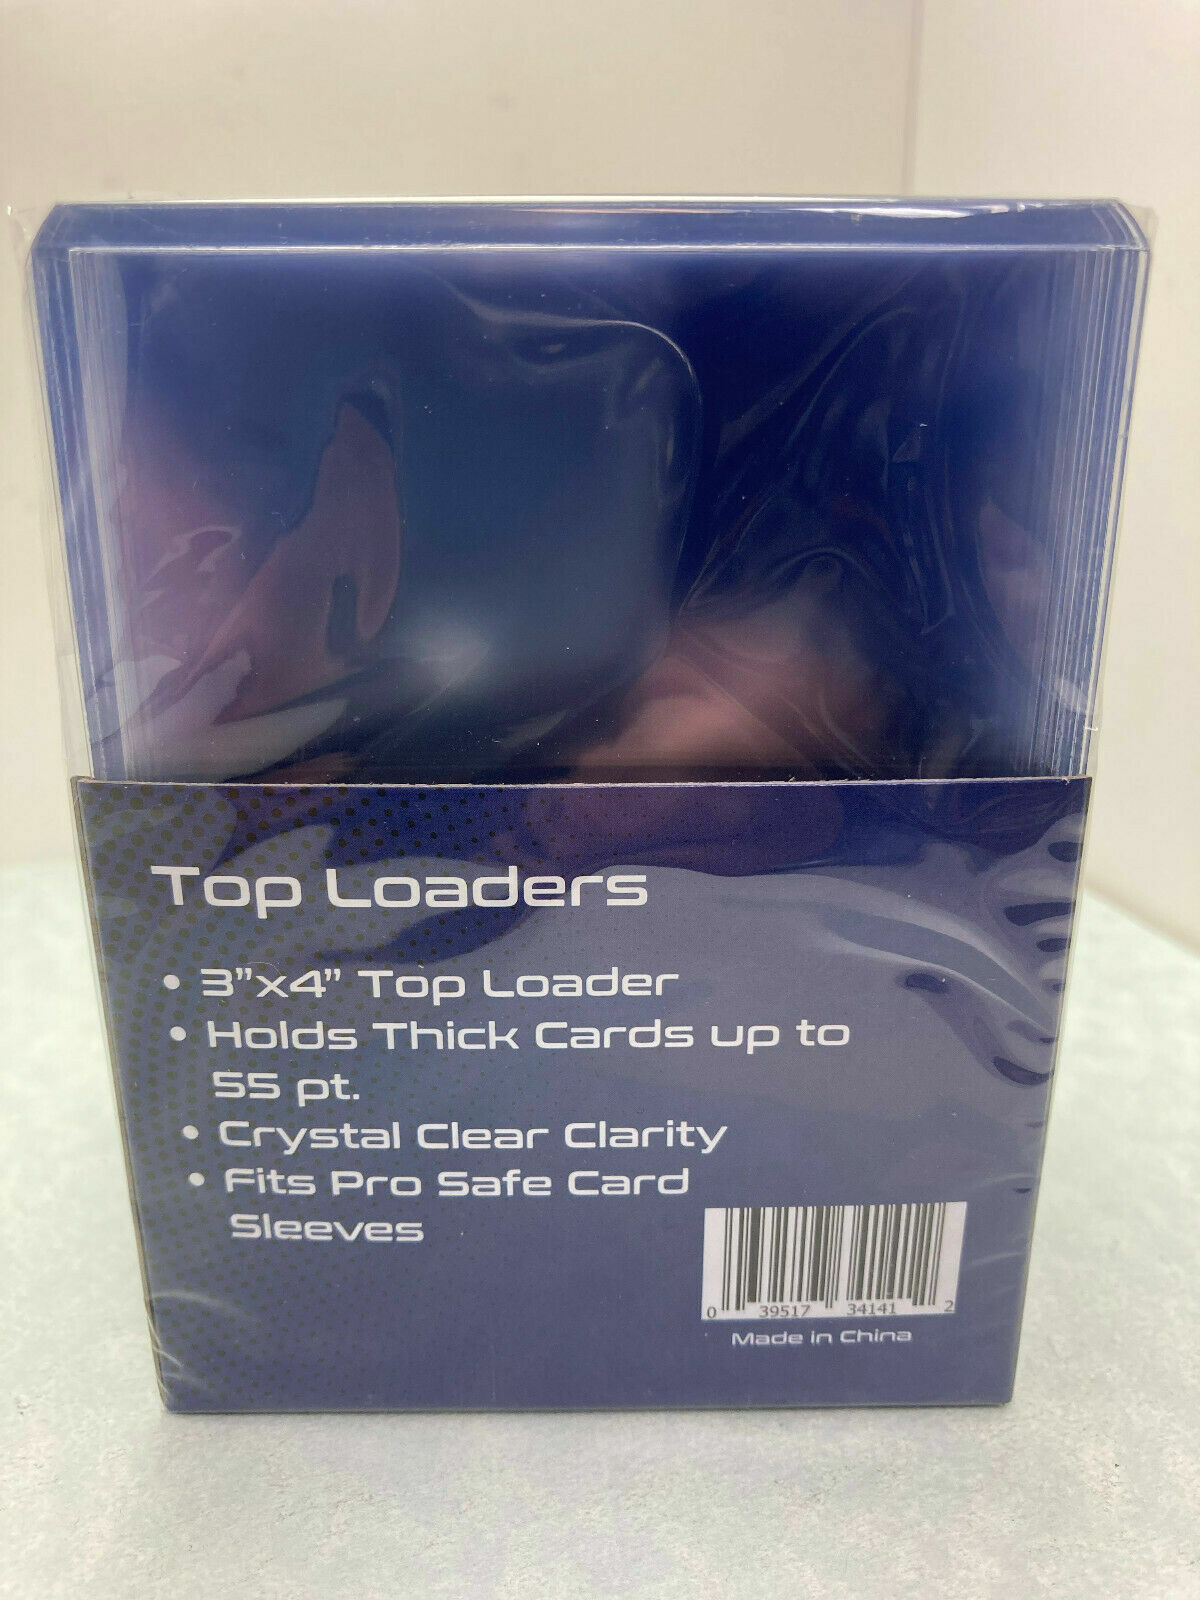 Top Loaders
• 3”x4” Top Loader
• Holds Thick Cards up to
55 pt.
• Crystal Clear Clarity
• Fits Pro Safe Card
Sleeves
0 39517 34141 2
Made in China